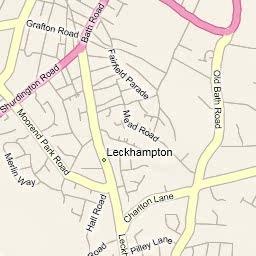 Grafton Road
Bath Road
Fairfield Parade
Old Bath Road
Shurdington Road
Moorend Park Road
Mead Road
Leckhampton
Merlin Way
Hall Road
Charlton Lane
Leckh
Pilley Lane